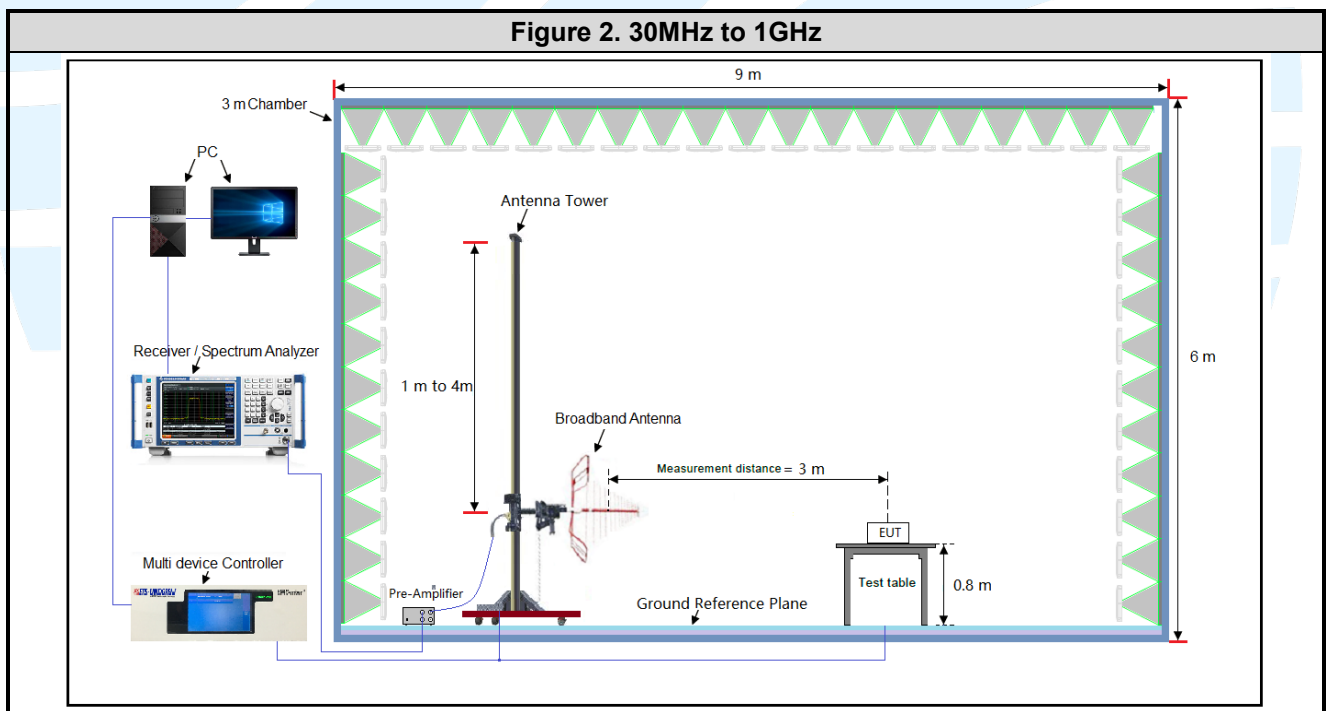 Figure 2. 30MHz to 1GHz
9 m
3 m Chamber
PC
Antenna Tower
Receiver / Spectrum Analyzer
6 m
1 m to 4m
Broadband Antenna
Measurement distance = 3 m
EUT
Multi device Controller
Test table
0.8 m
Pre-Amplifier
Ground Reference Plane